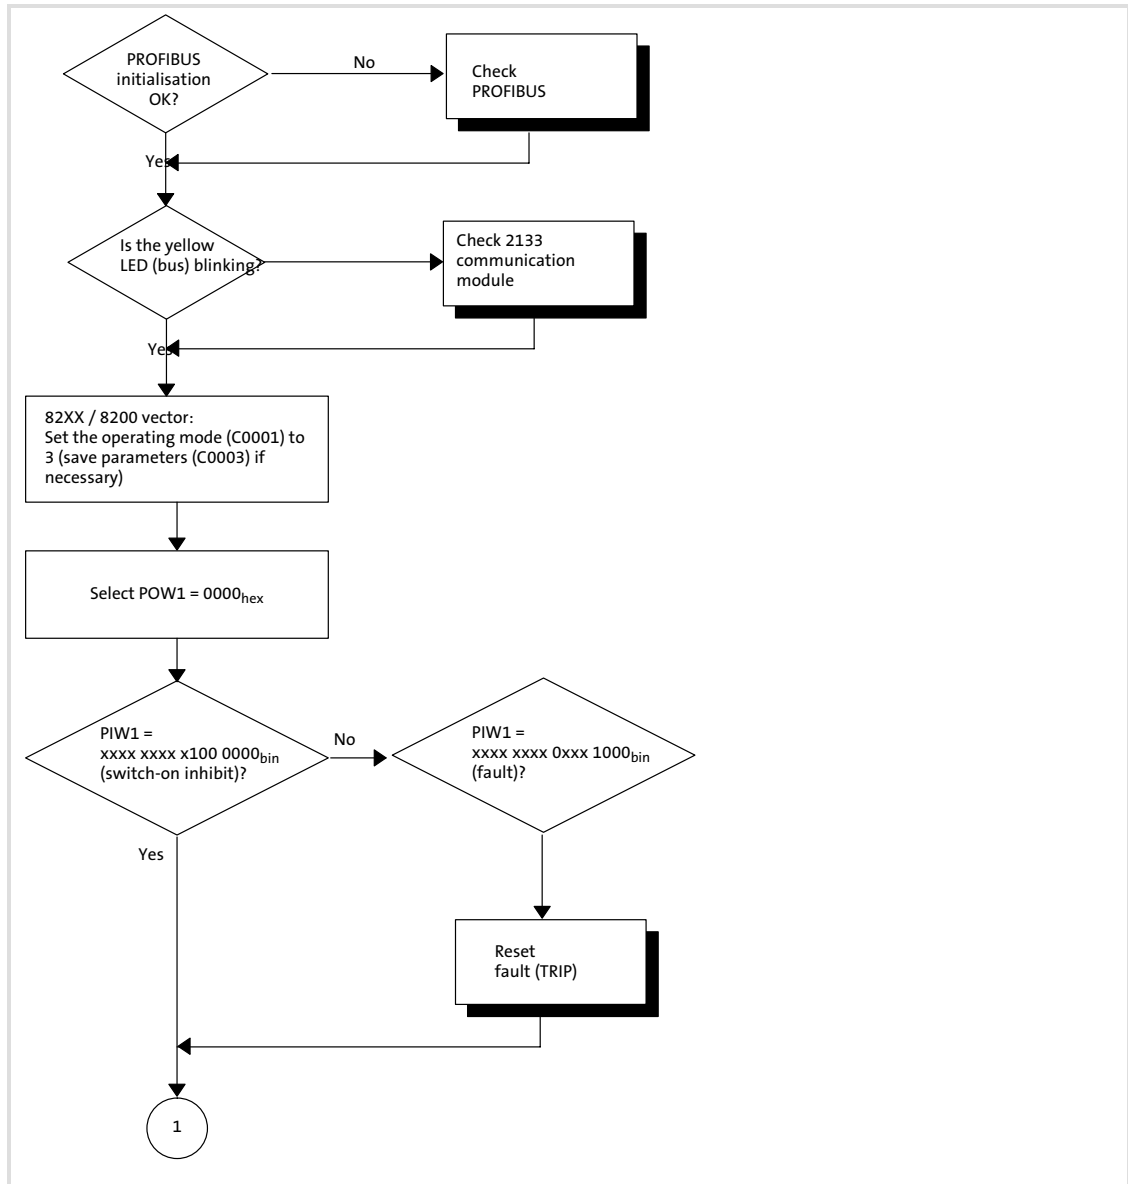 PROFIBUS
initialisation
OK?
No
Check
PROFIBUS
Yes
Is the yellow
LED (bus) blinking?
Check 2133
communication
module
Yes
82XX / 8200 vector:
Set the operating mode (C0001) to
3 (save parameters (C0003) if
necessary)
Select POW1 = 0000hex
PIW1 =
xxxx xxxx x100 0000bin
(switch-on inhibit)?
No
PIW1 =
xxxx xxxx 0xxx 1000bin
(fault)?
Yes
Reset
fault (TRIP)
1